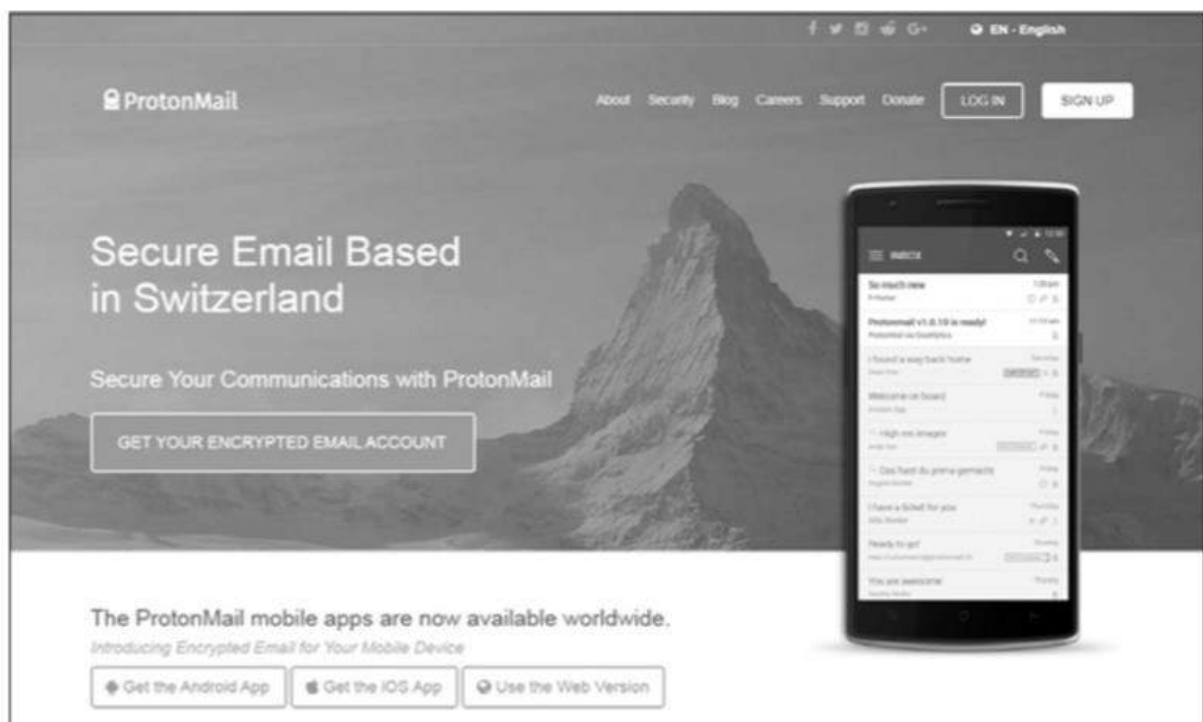 EN - English
ProtonMail
About Security Blog Careers Support Donate LOG IN SIGN UP
Secure Email Based
in Switzerland
Secure Your Communications with ProtonMail
GET YOUR ENCRYPTED EMAIL ACCOUNT
INBOX
So much new
Protonmail v1.0.10 is ready!
I found a way back home
Welcome on board
High res images
Das hast du prima gemacht
I have a ticket for you
Ready to go!
You are awesome
The ProtonMail mobile apps are now available worldwide.
Introducing Encrypted Email for Your Mobile Device
Get the Android App Get the iOS App Use the Web Version